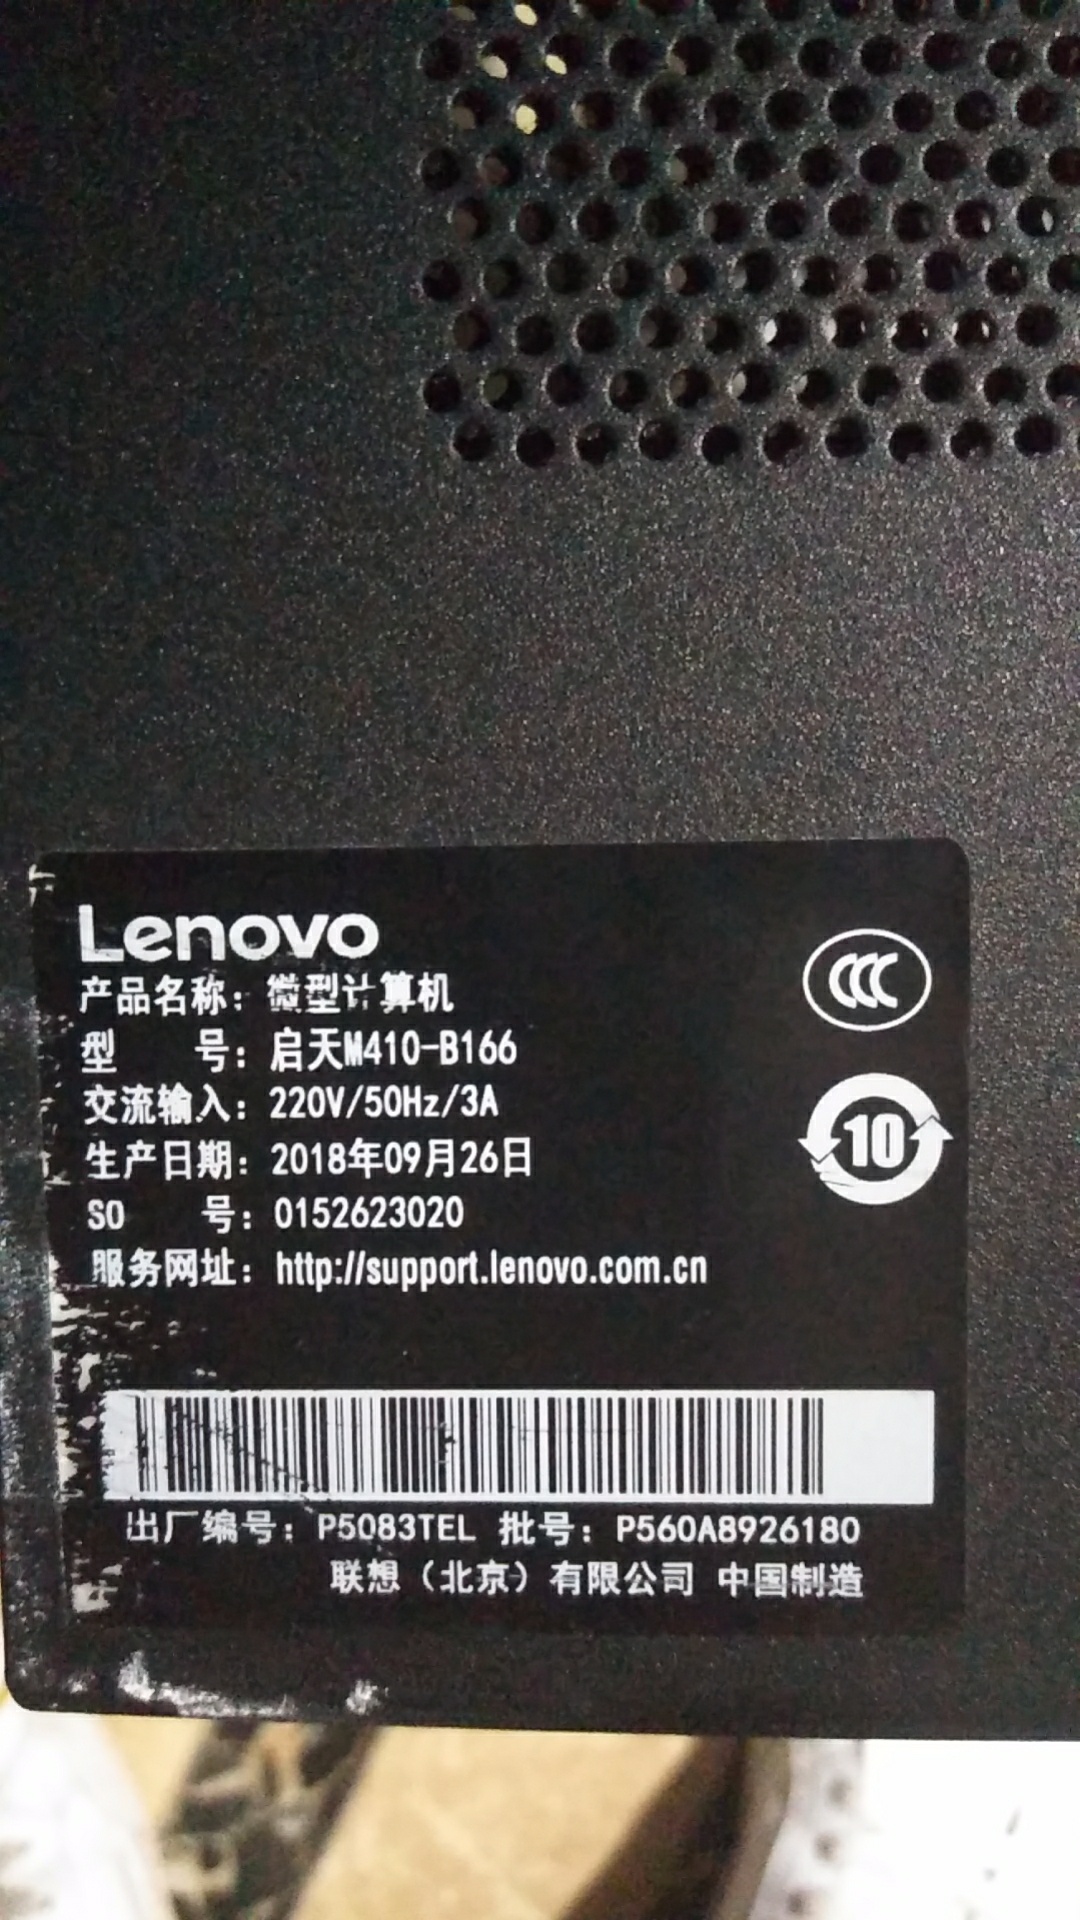 Lenovo
产品名称：微型计算机
型 号：启天M410-B166
交流输入：220V/50Hz/3A
生产日期：2018年09月26日
SO 号：0152623020
服务网址：http://support.lenovo.com.cn
CCC
10
出厂编号：P5083TEL 批号：P560A8926180
联想（北京）有限公司 中国制造